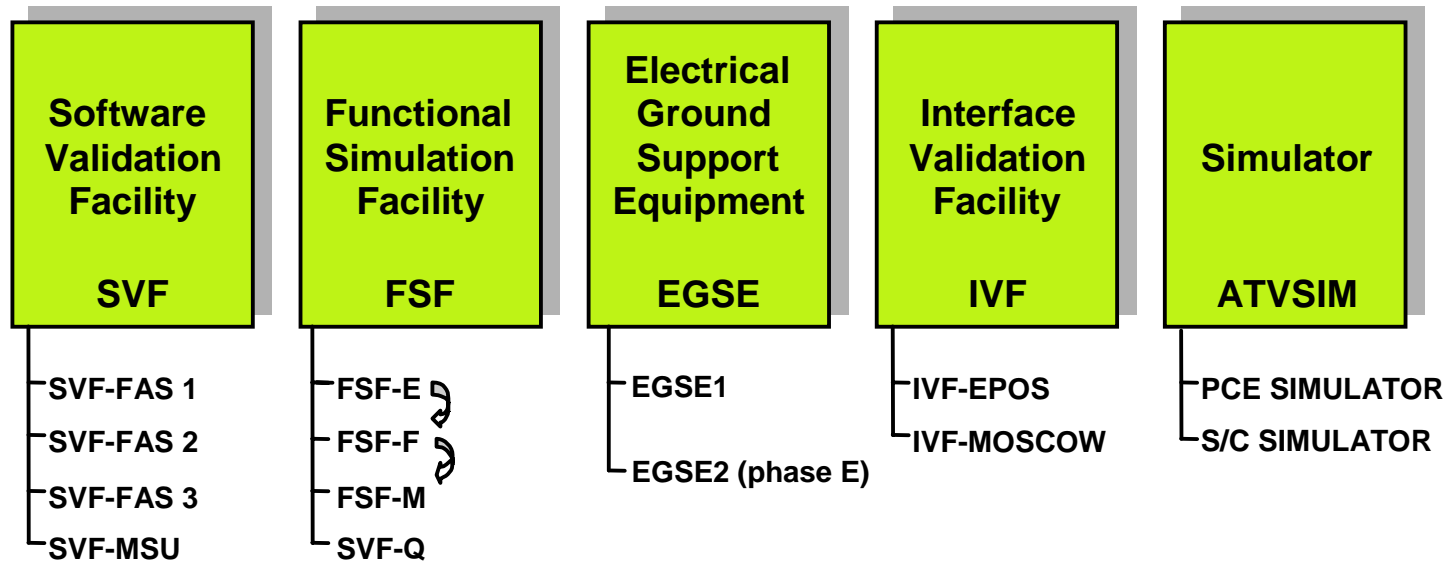 Software
Validation
Facility
SVF
SVF-FAS 1
SVF-FAS 2
SVF-FAS 3
SVF-MSU
Functional
Simulation
Facility
FSF
FSF-E
FSF-F
FSF-M
SVF-Q
Electrical
Ground
Support
Equipment
EGSE
EGSE1
EGSE2 (phase E)
Interface
Validation
Facility
IVF
IVF-EPOS
IVF-MOSCOW
Simulator
ATVSIM
PCE SIMULATOR
S/C SIMULATOR